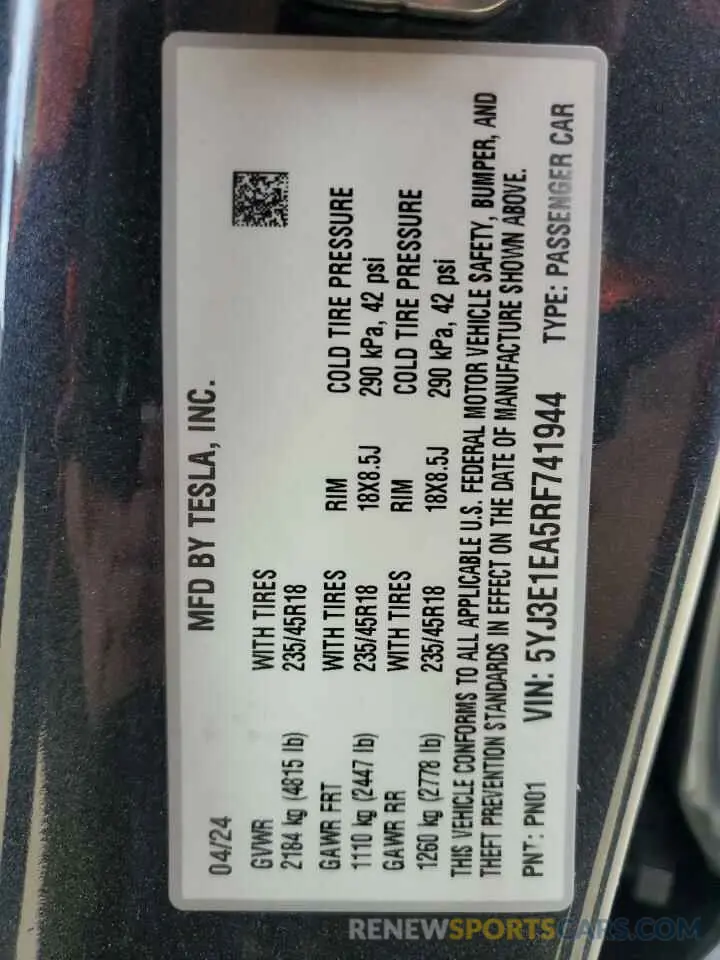 MFD BY TESLA, INC.
04/24
GVWR WITH TIRES RIM COLD TIRE PRESSURE
2184 kg (4815 lb) 235/45R18
GAWR FRT WITH TIRES RIM COLD TIRE PRESSURE
1110 kg (2447 lb) 235/45R18 18X8.5J 290 kPa, 42 psi
GAWR RR WITH TIRES RIM COLD TIRE PRESSURE
1260 kg (2778 lb) 235/45R18 18X8.5J 290 kPa, 42 psi
THIS VEHICLE CONFORMS TO ALL APPLICABLE U.S. FEDERAL MOTOR VEHICLE SAFETY, BUMPER, AND
THEFT PREVENTION STANDARDS IN EFFECT ON THE DATE OF MANUFACTURE SHOWN ABOVE.
PNT: PN01 VIN: 5YJ3E1EA5RF741944 TYPE: PASSENGER CAR
RENEWSPORTSCARS.COM